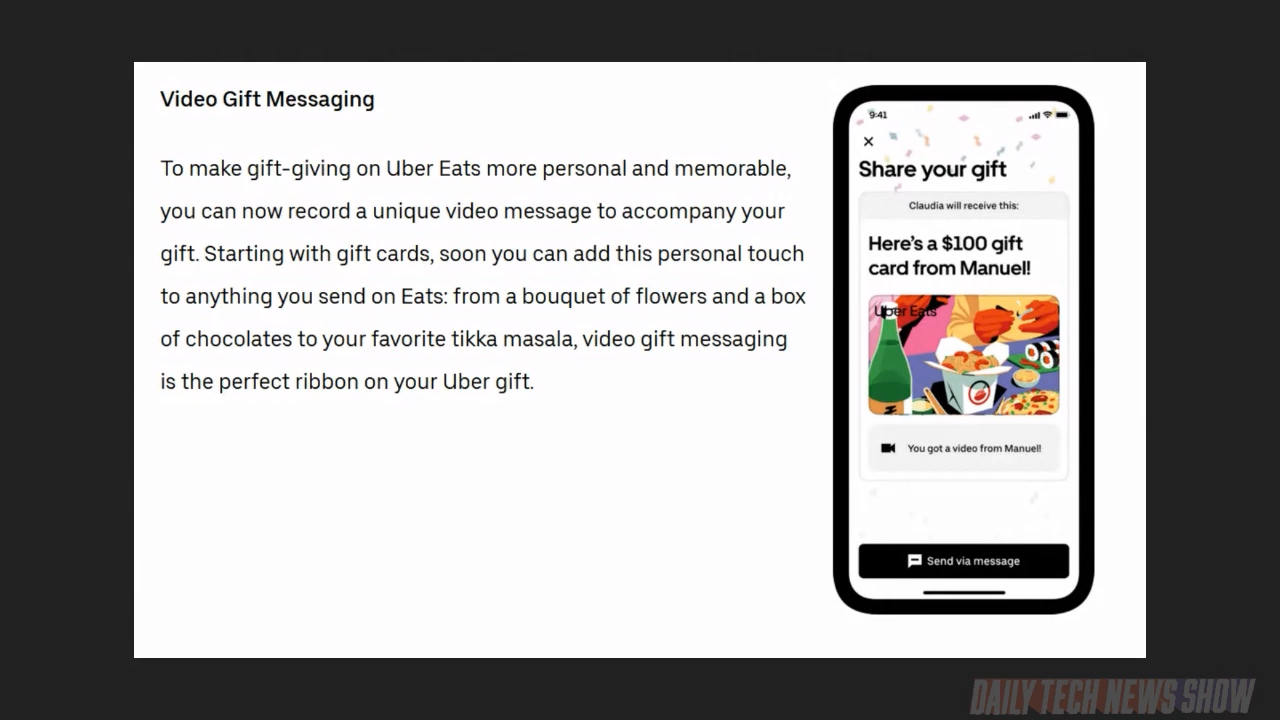 Video Gift Messaging
To make gift-giving on Uber Eats more personal and memorable,
you can now record a unique video message to accompany your
gift. Starting with gift cards, soon you can add this personal touch
to anything you send on Eats: from a bouquet of flowers and a box
of chocolates to your favorite tikka masala, video gift messaging
is the perfect ribbon on your Uber gift.
9:41
Share your gift
Claudia will receive this:
Here's a $100 gift
card from Manuel!
Uber Eats
You got a video from Manuel!
Send via message
DAILY TECH NEWS SHOW